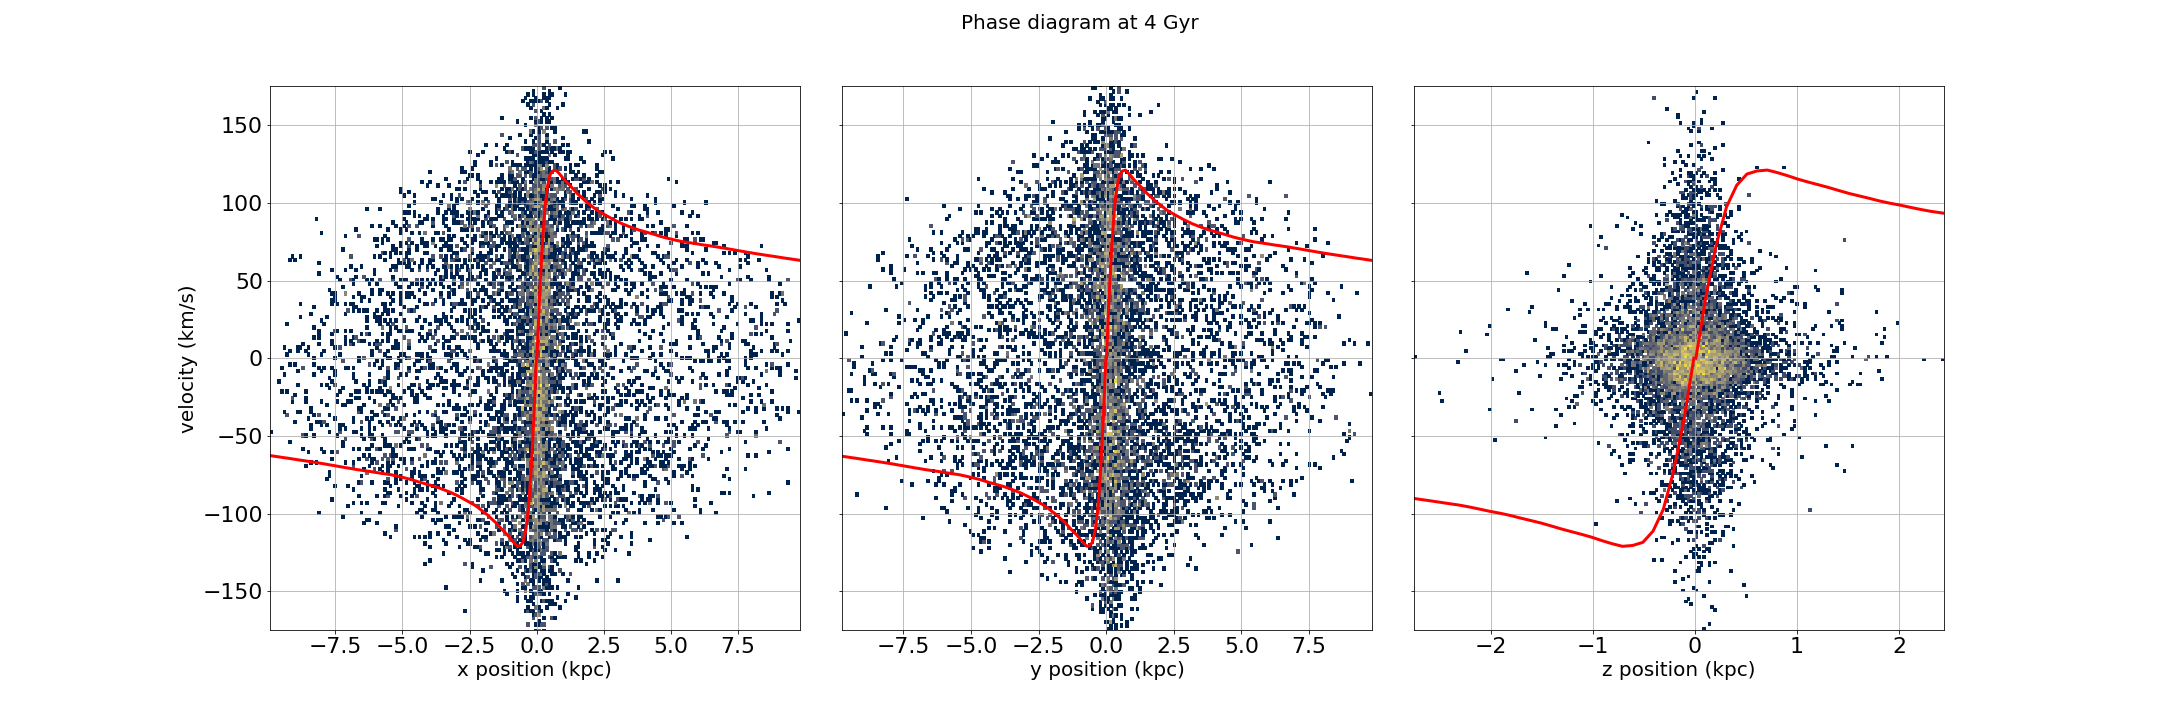 Phase diagram at 4 Gyr
velocity (km/s)
150
100
50
0
−50
−100
−150
−7.5 −5.0 −2.5 0.0 2.5 5.0 7.5
x position (kpc)
−7.5 −5.0 −2.5 0.0 2.5 5.0 7.5
y position (kpc)
−2 −1 0 1 2
z position (kpc)